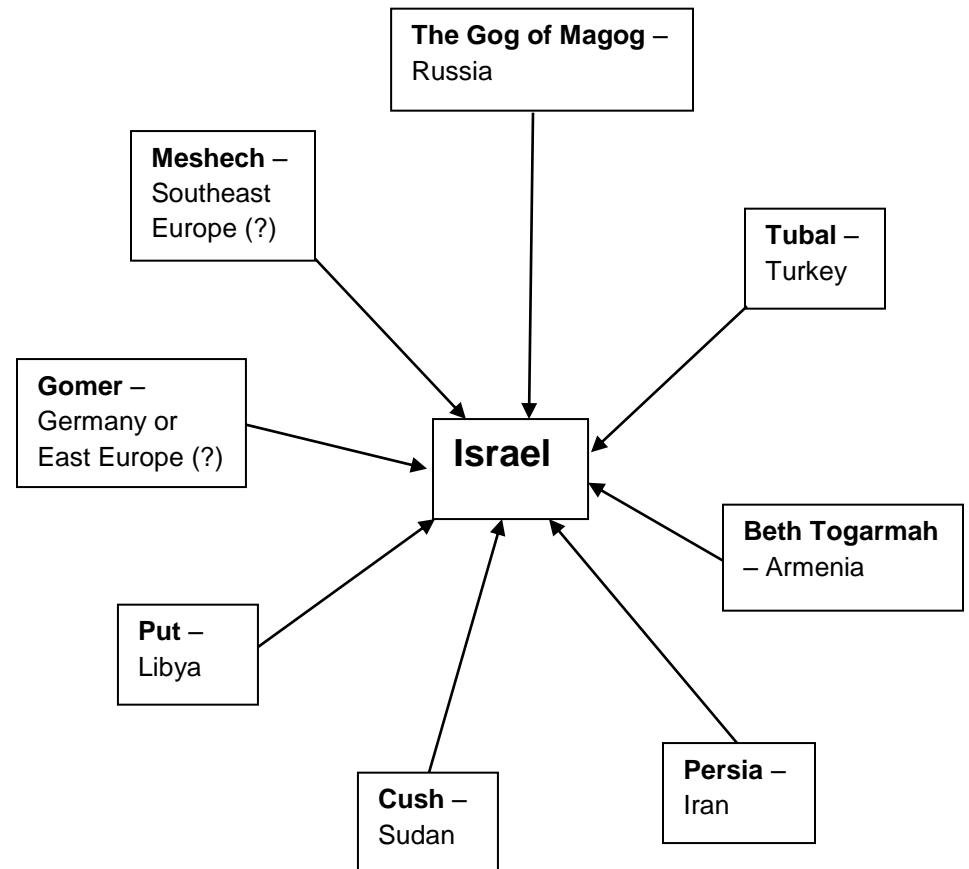 The Gog of Magog –
Russia
Meshech –
Southeast
Europe (?)
Tubal –
Turkey
Gomer –
Germany or
East Europe (?)
Israel
Beth Togarmah
– Armenia
Put –
Libya
Persia –
Iran
Cush –
Sudan